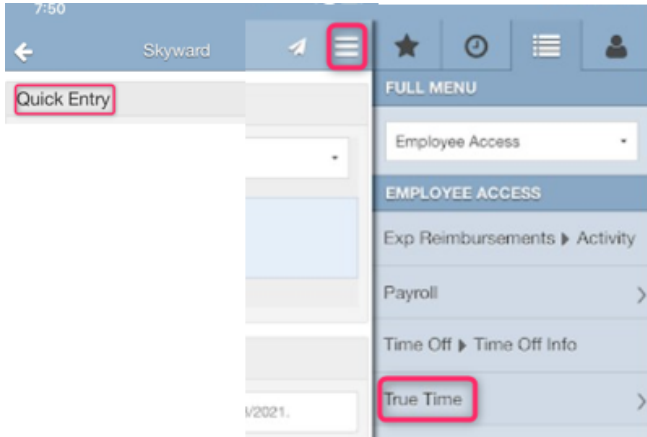 7:50
Skyward
Quick Entry
/2021.
FULL MENU
Employee Access
EMPLOYEE ACCESS
Exp Reimbursements ▸ Activity
Payroll
Time Off ▸ Time Off Info
True Time